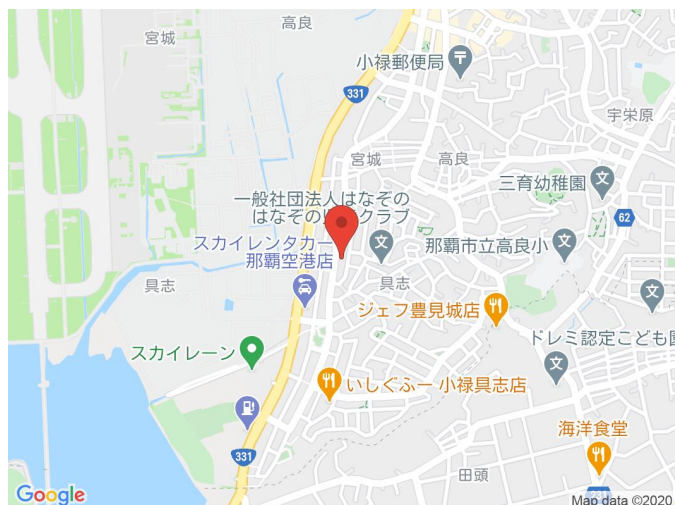 宮城
高良
小禄郵便局
331
宇栄原
宮城
高良
三育幼稚園
一般社団法人はなぞの
クラブ
62
スカイレンタカー
那覇空港店
那覇市立高良小
具志
具志
ジェフ豊見城店
スカイレーン
ドレミ認定こども園
いしぐふー 小禄具志店
海洋食堂
331
田頭
231
Google
Map data ©2020